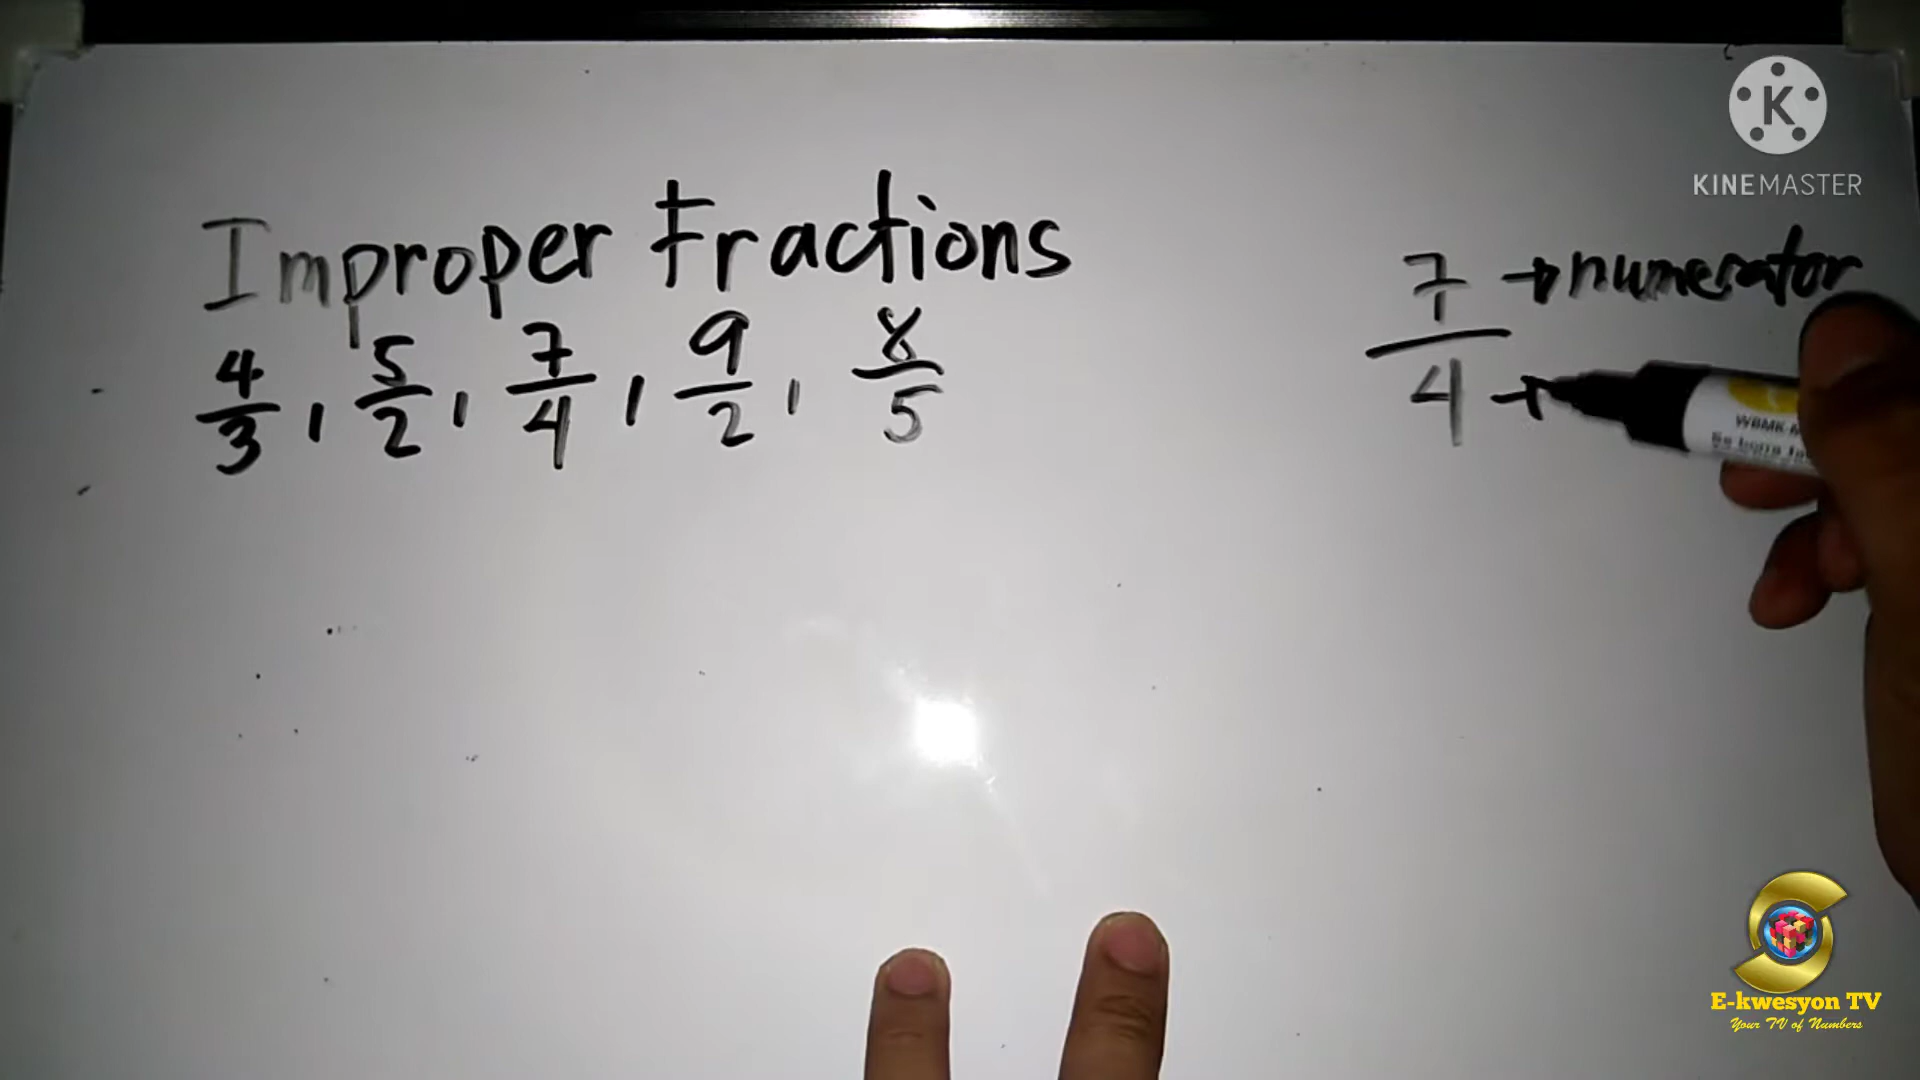 K
KINEMASTER
Improper Fractions
4/3, 5/2, 7/4, 9/2, 8/5
7 → numerator
4 →
WBMK-M
E-kwesyon TV
Your TV of Numbers